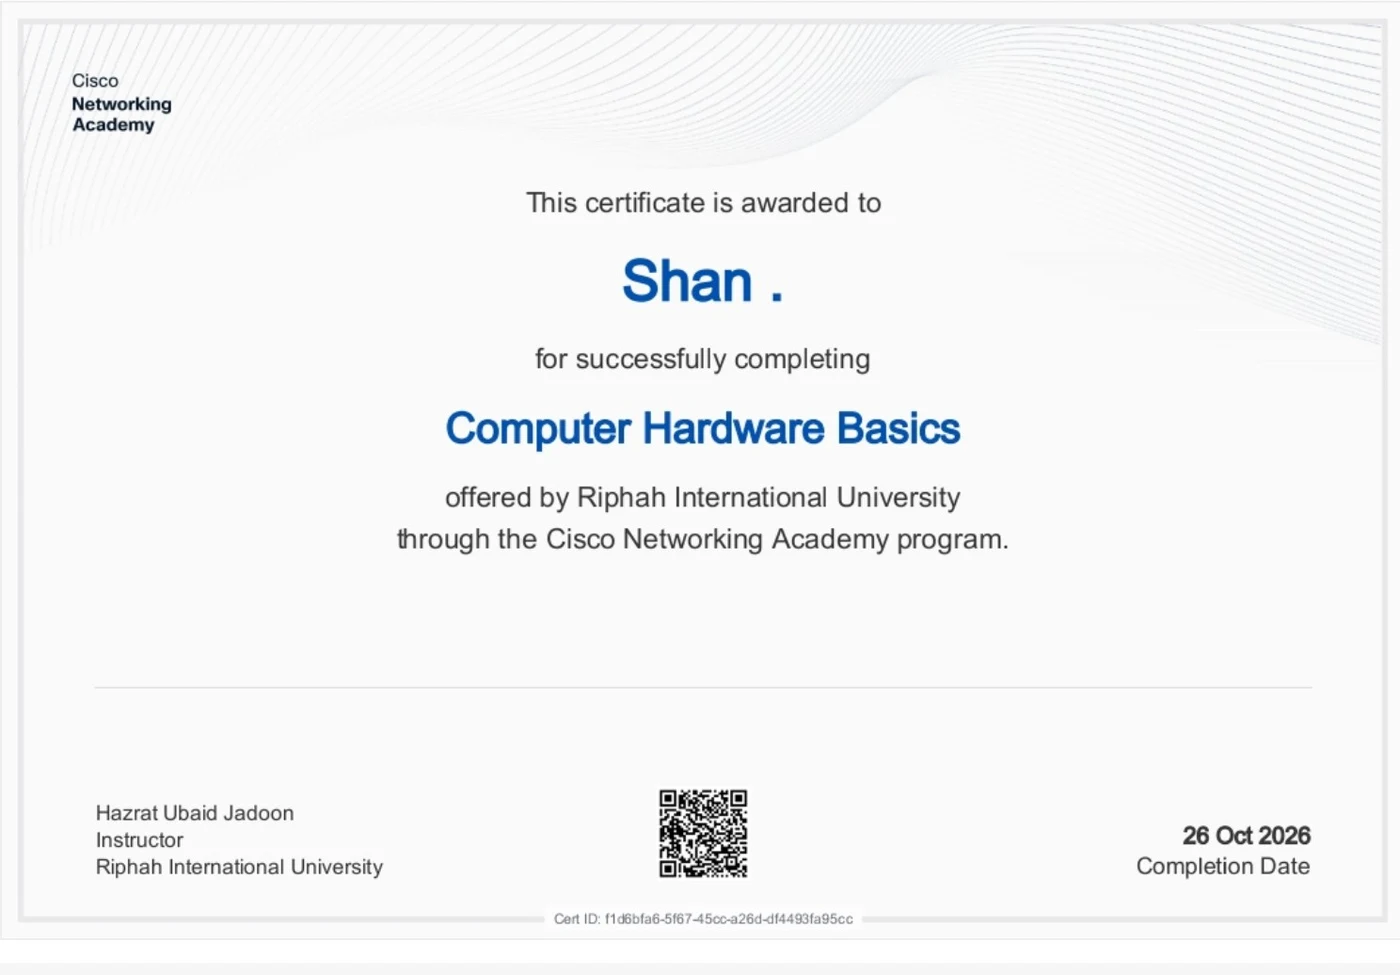 Cisco
Networking
Academy
This certificate is awarded to
Shan .
for successfully completing
Computer Hardware Basics
offered by Riphah International University
through the Cisco Networking Academy program.
Hazrat Ubaid Jadoon
Instructor
Riphah International University
26 Oct 2026
Completion Date
Cert ID: f1d6bfa6-5f67-45cc-a26d-df4493fa95cc